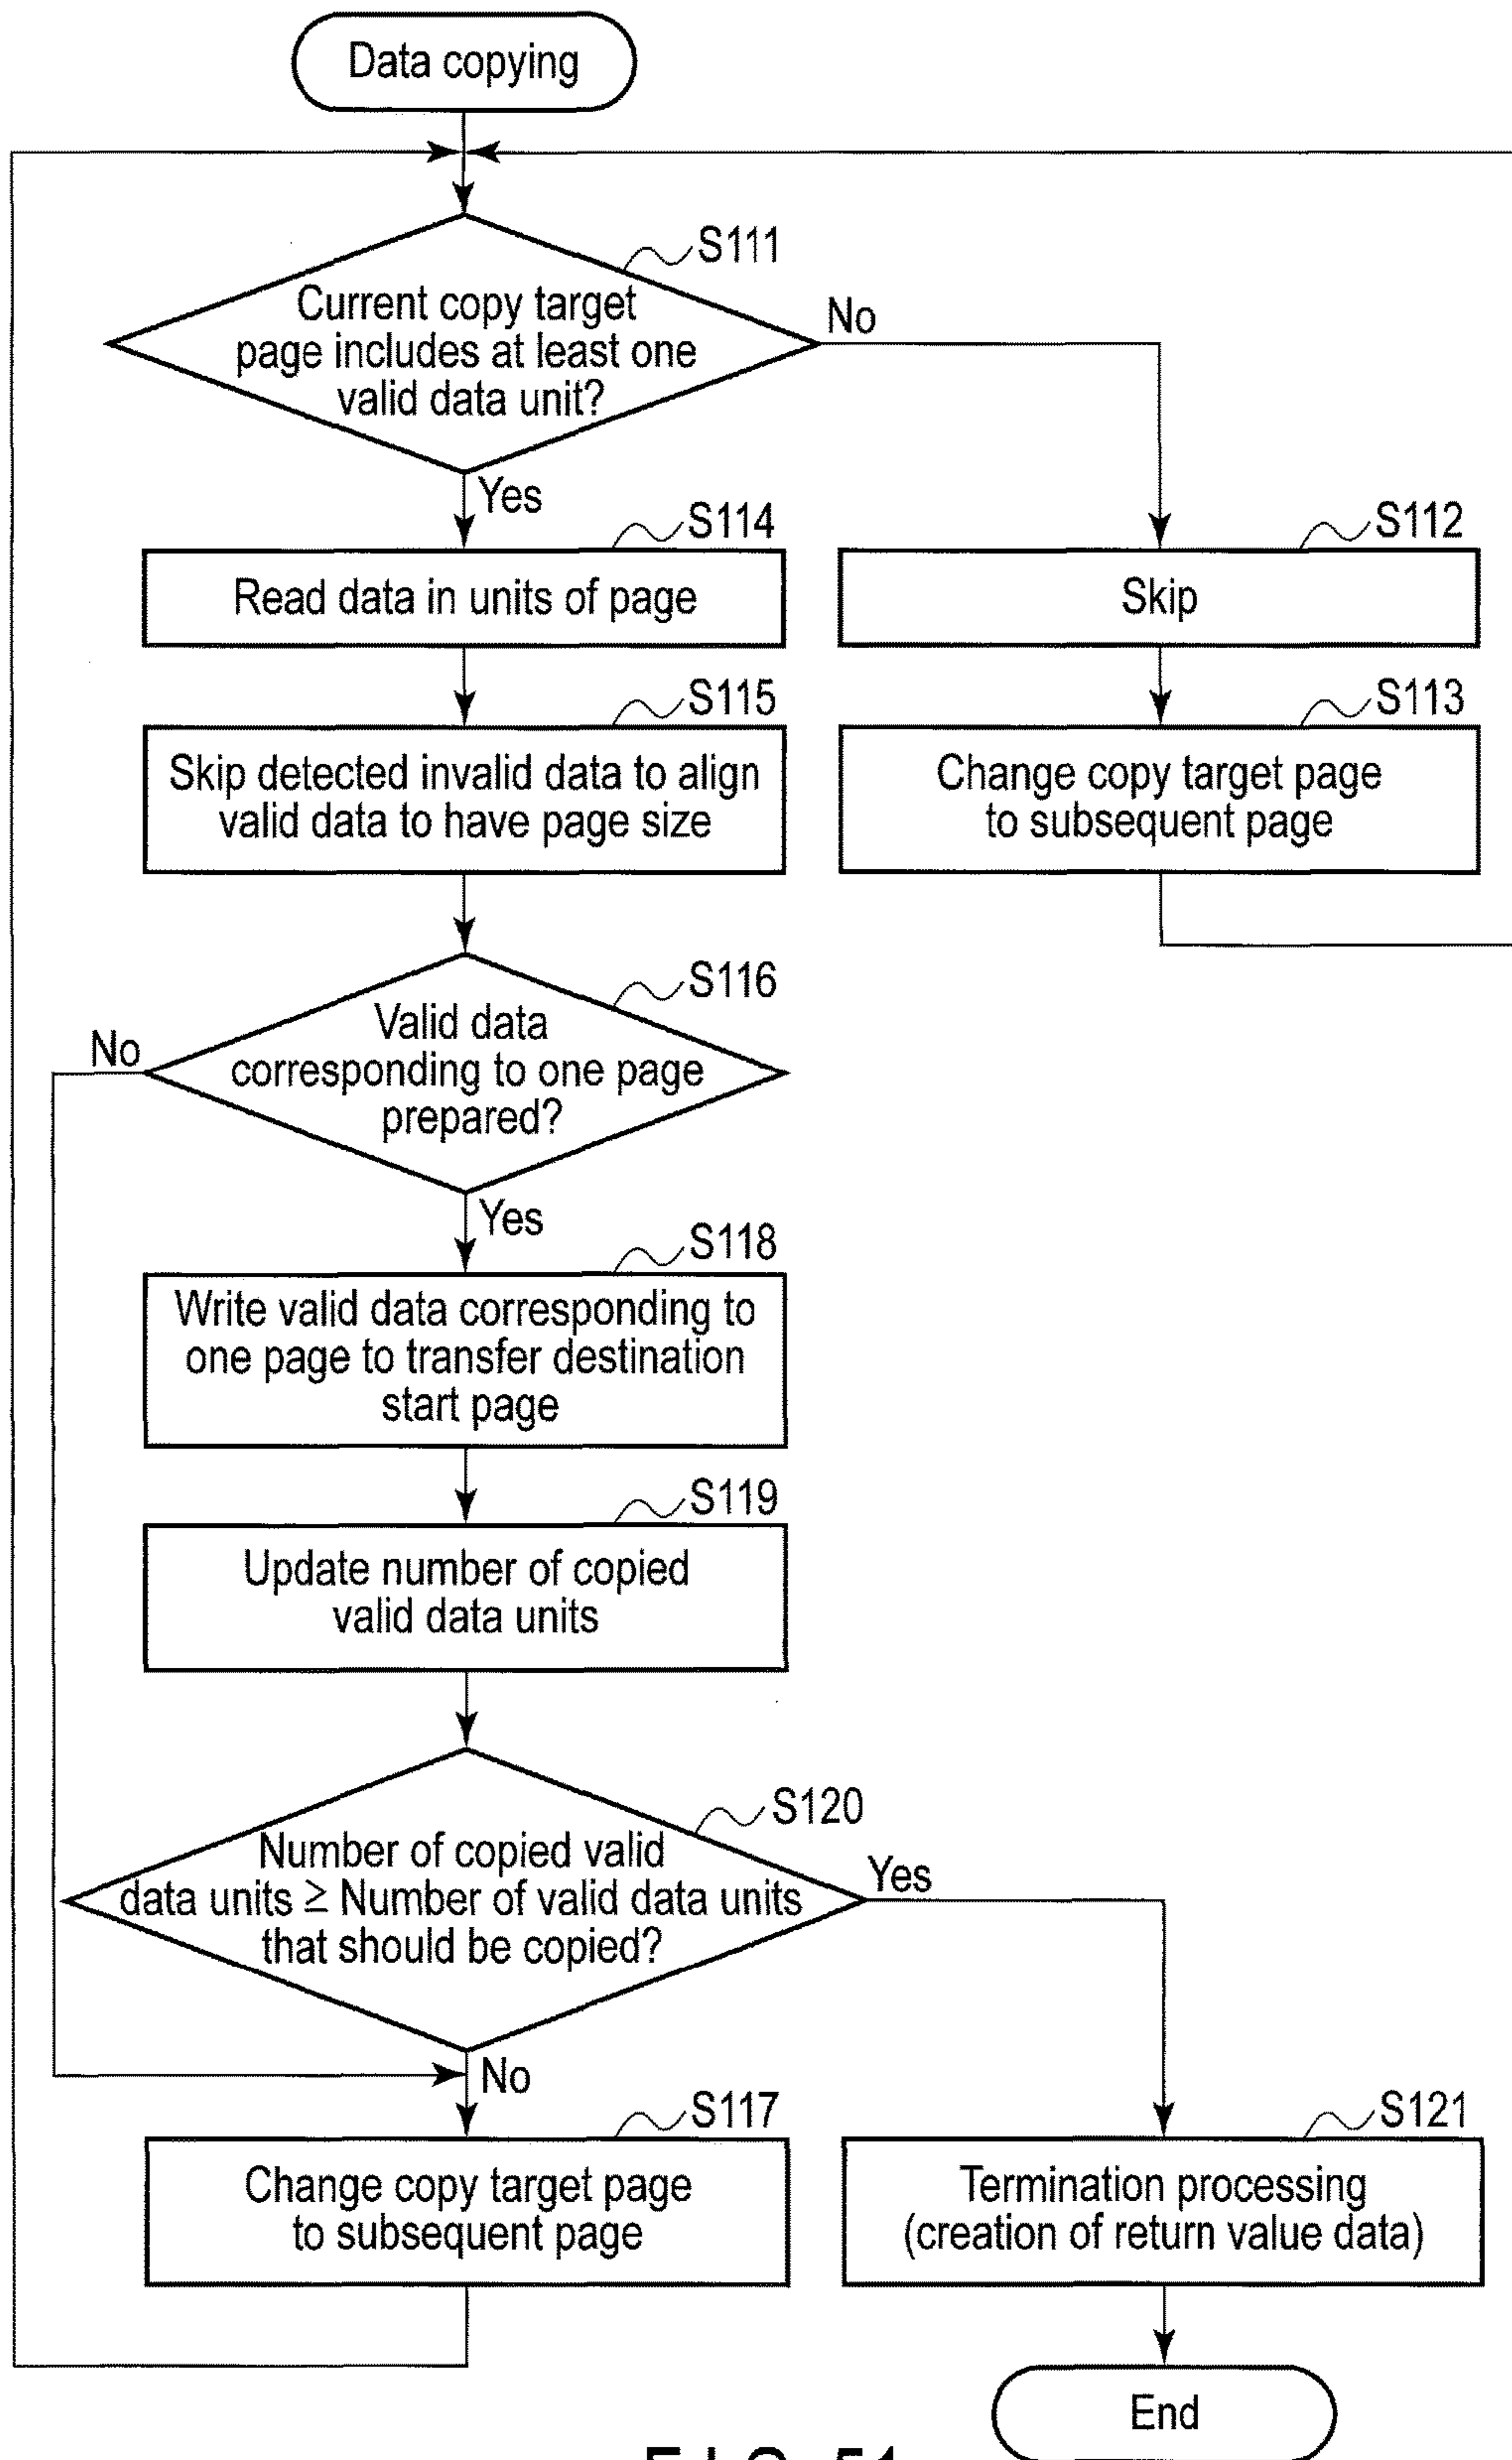 Data copying
S111
Current copy target
page includes at least one
valid data unit?
No
Yes
S114
Read data in units of page
S112
Skip
S115
Skip detected invalid data to align
valid data to have page size
S113
Change copy target page
to subsequent page
S116
Valid data
corresponding to one page
prepared?
No
Yes
S118
Write valid data corresponding to
one page to transfer destination
start page
S119
Update number of copied
valid data units
S120
Number of copied valid
data units ≥ Number of valid data units
that should be copied?
Yes
No
S117
Change copy target page
to subsequent page
S121
Termination processing
(creation of return value data)
End
FIG. 51